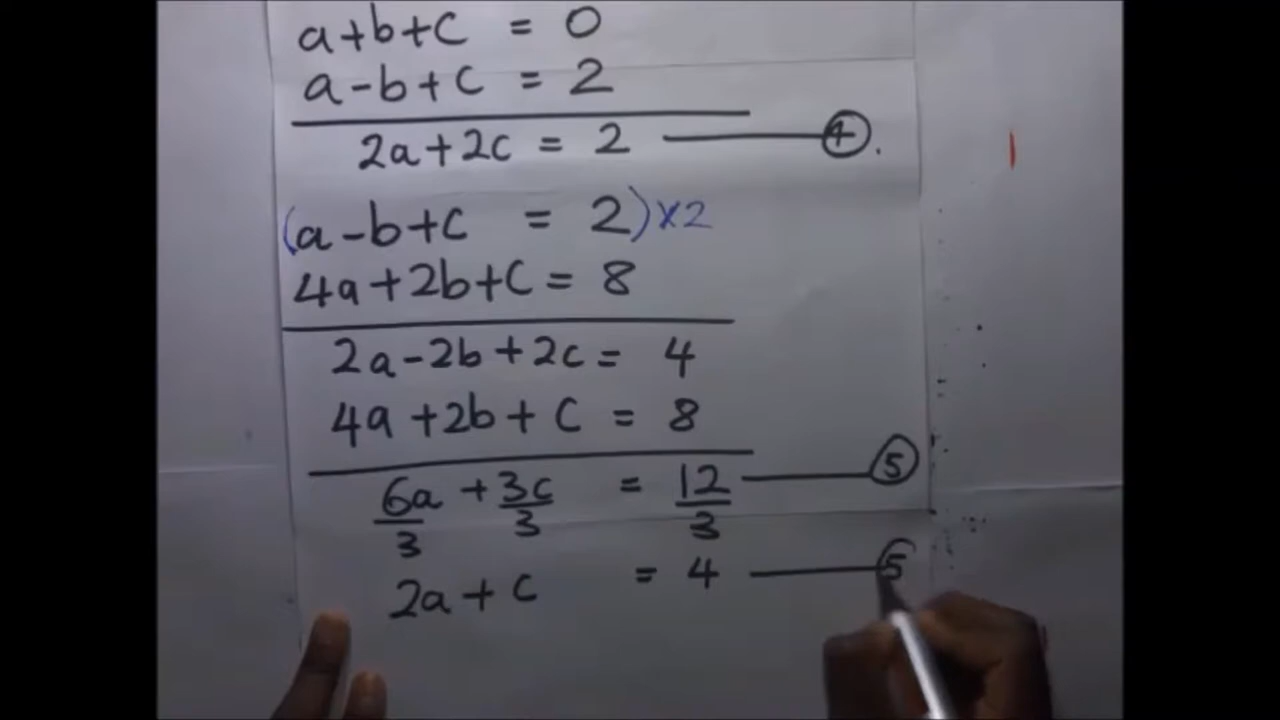 a+b+c = 0
a-b+c = 2
2a+2c = 2 ——— ④.
(a-b+c = 2)×2
4a+2b+c = 8
2a-2b+2c = 4
4a+2b+c = 8
6a/3 + 3c/3 = 12/3 ——— ⑤
2a+c = 4 ——— ⑤